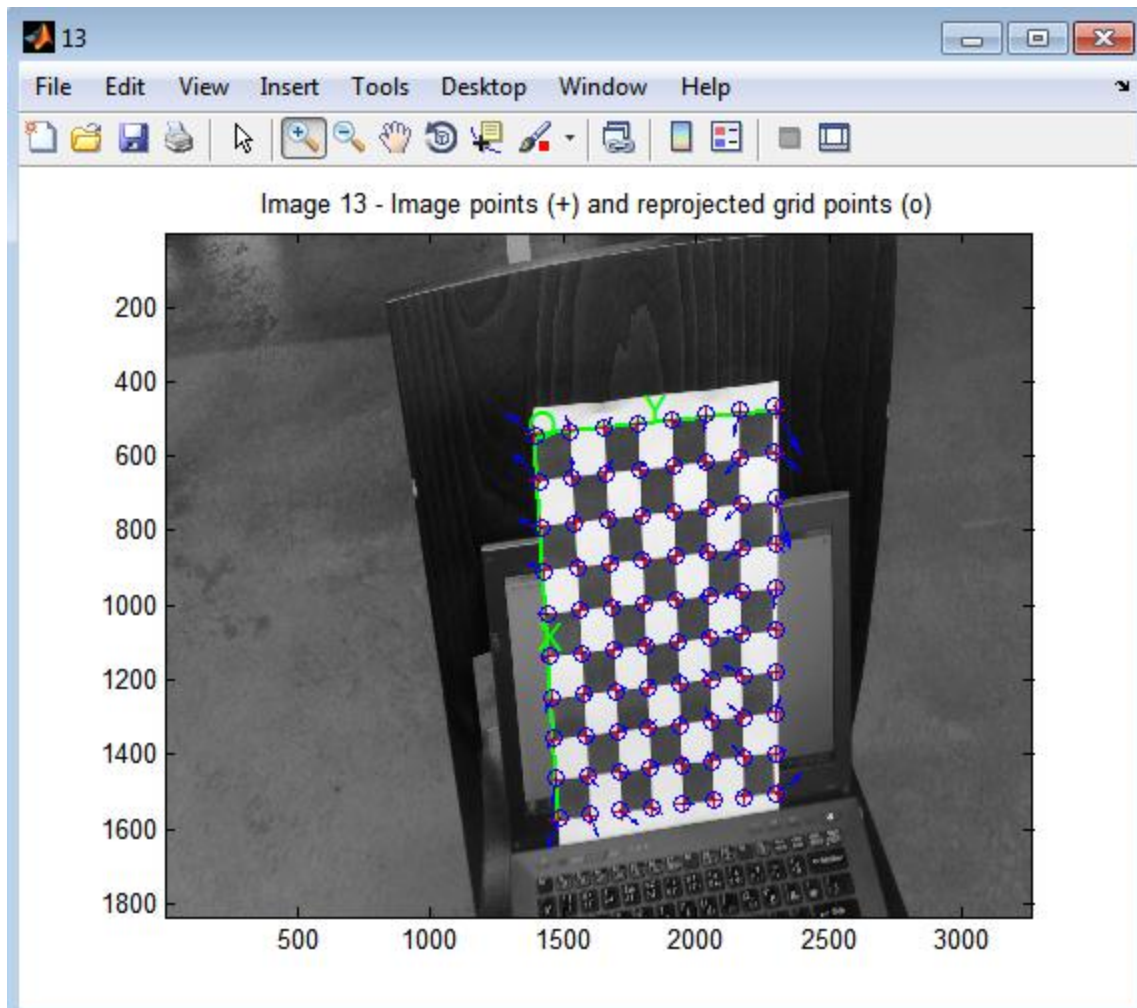 13
File Edit View Insert Tools Desktop Window Help
Image 13 - Image points (+) and reprojected grid points (o)
O
Y
X
200
400
600
800
1000
1200
1400
1600
1800
500 1000 1500 2000 2500 3000